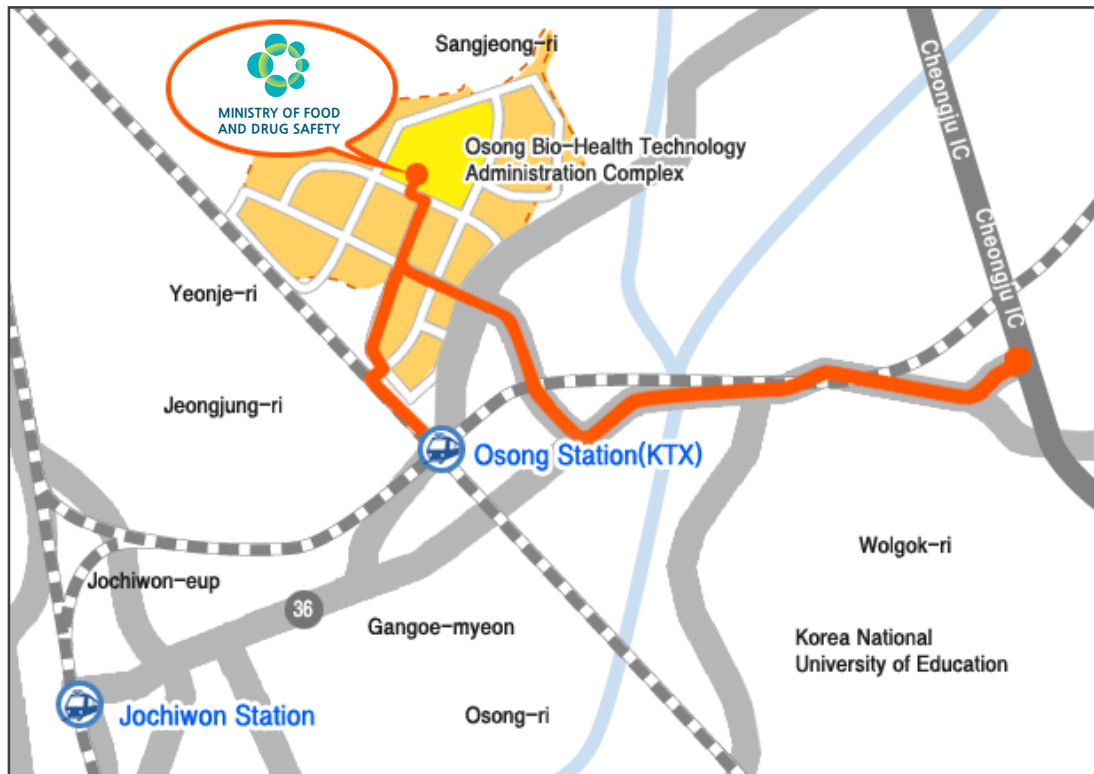 Sangjeong-ri
MINISTRY OF FOOD
AND DRUG SAFETY
Osong Bio-Health Technology
Administration Complex
Cheongju IC
Cheongju IC
Cheongju IC
Yeonje-ri
Jeongjung-ri
Osong Station(KTX)
Wolgok-ri
Jochiwon-eup
36
Gangoe-myeon
Korea National
University of Education
Jochiwon Station
Osong-ri